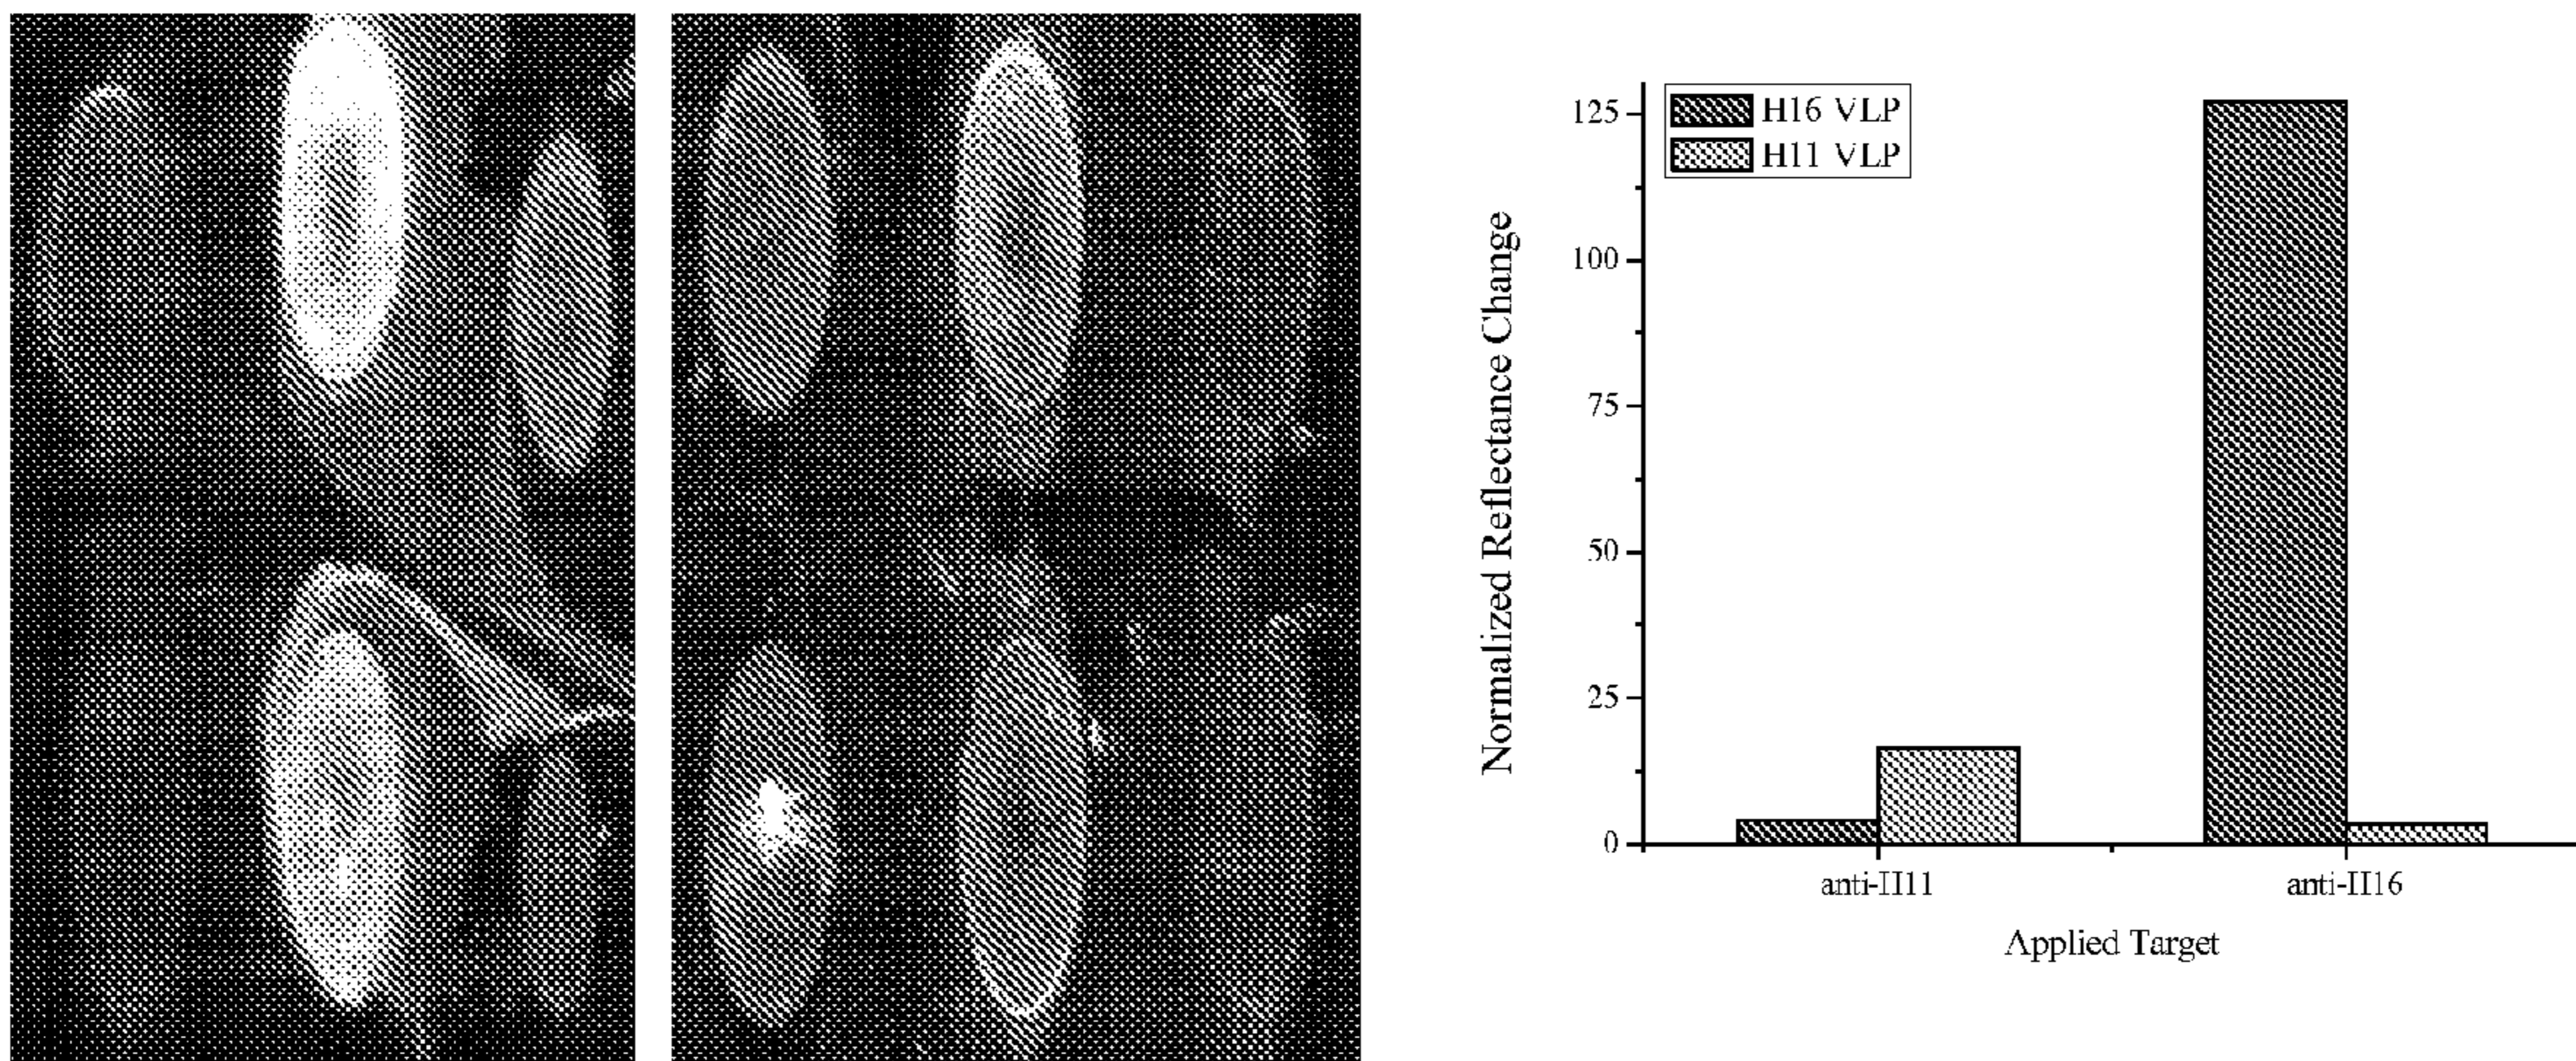 H16 VLP
H11 VLP
Normalized Reflectance Change
125
100
75
50
25
0
anti-H11
anti-H16
Applied Target